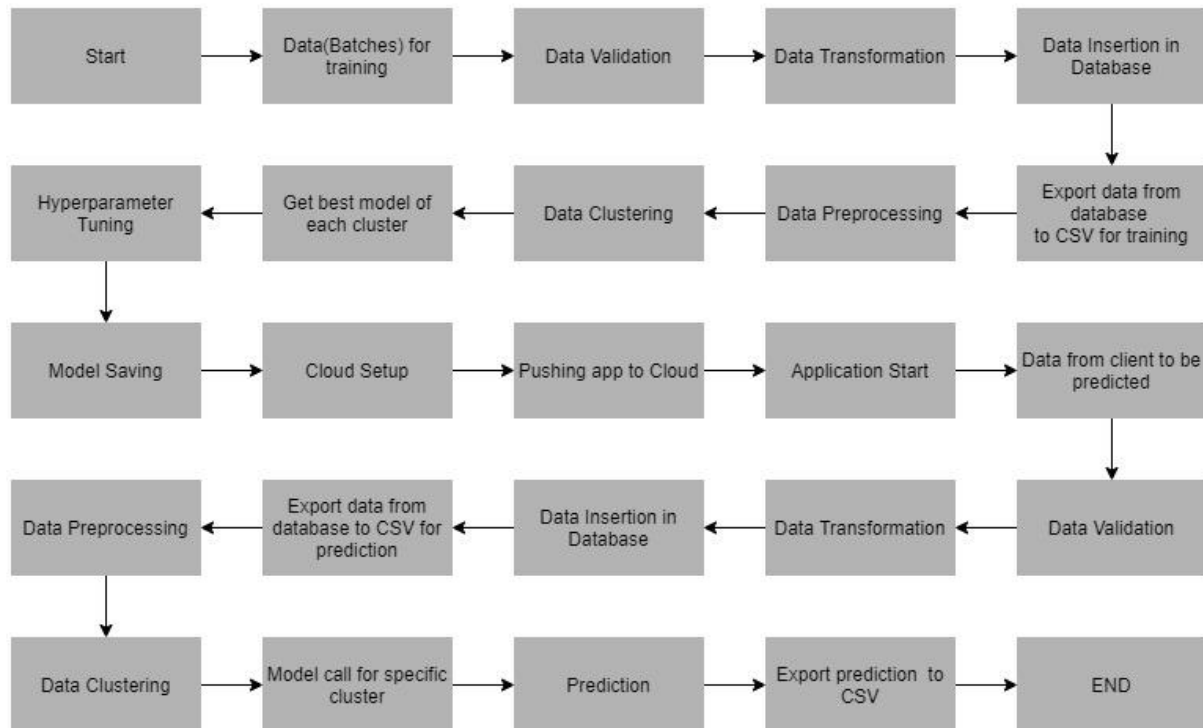 Start
Data(Batches) for
training
Data Validation
Data Transformation
Data Insertion in
Database
Hyperparameter
Tuning
Get best model of
each cluster
Data Clustering
Data Preprocessing
Export data from
database
to CSV for training
Model Saving
Cloud Setup
Pushing app to Cloud
Application Start
Data from client to be
predicted
Data Preprocessing
Export data from
database to CSV for
prediction
Data Insertion in
Database
Data Transformation
Data Validation
Data Clustering
Model call for specific
cluster
Prediction
Export prediction to
CSV
END